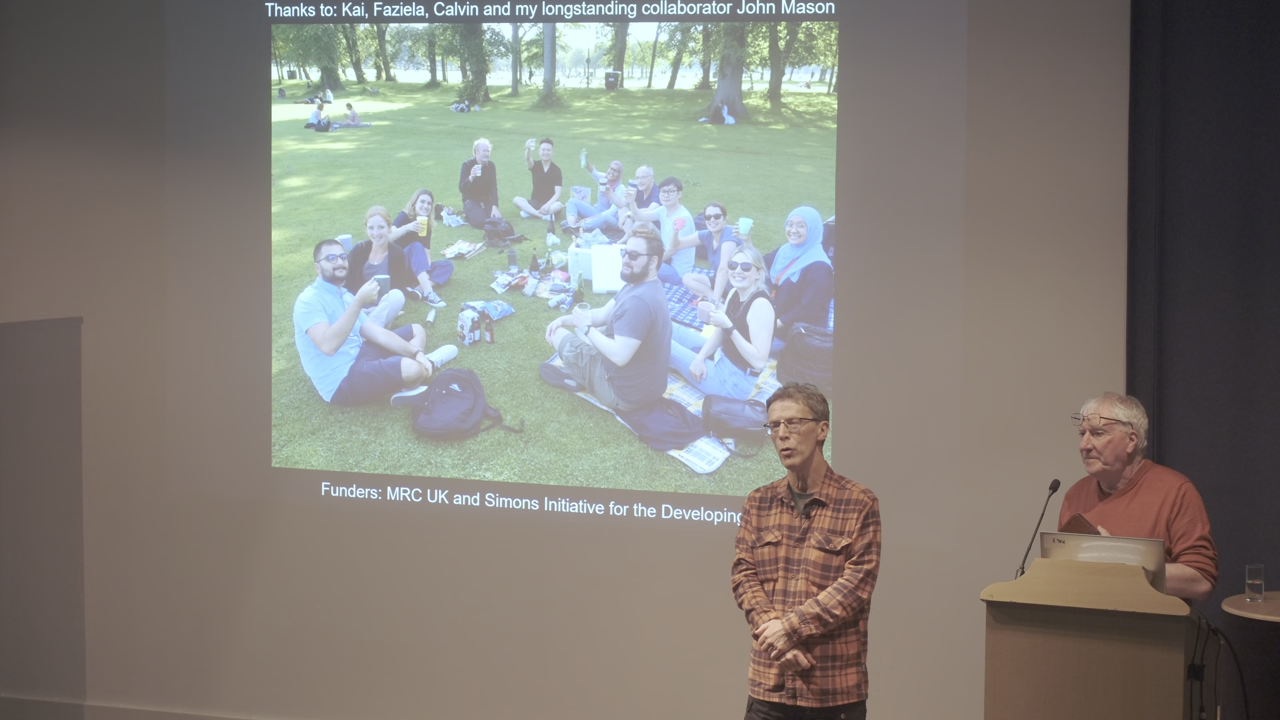 Thanks to: Kai, Faziela, Calvin and my longstanding collaborator John Mason
Funders: MRC UK and Simons Initiative for the Developing